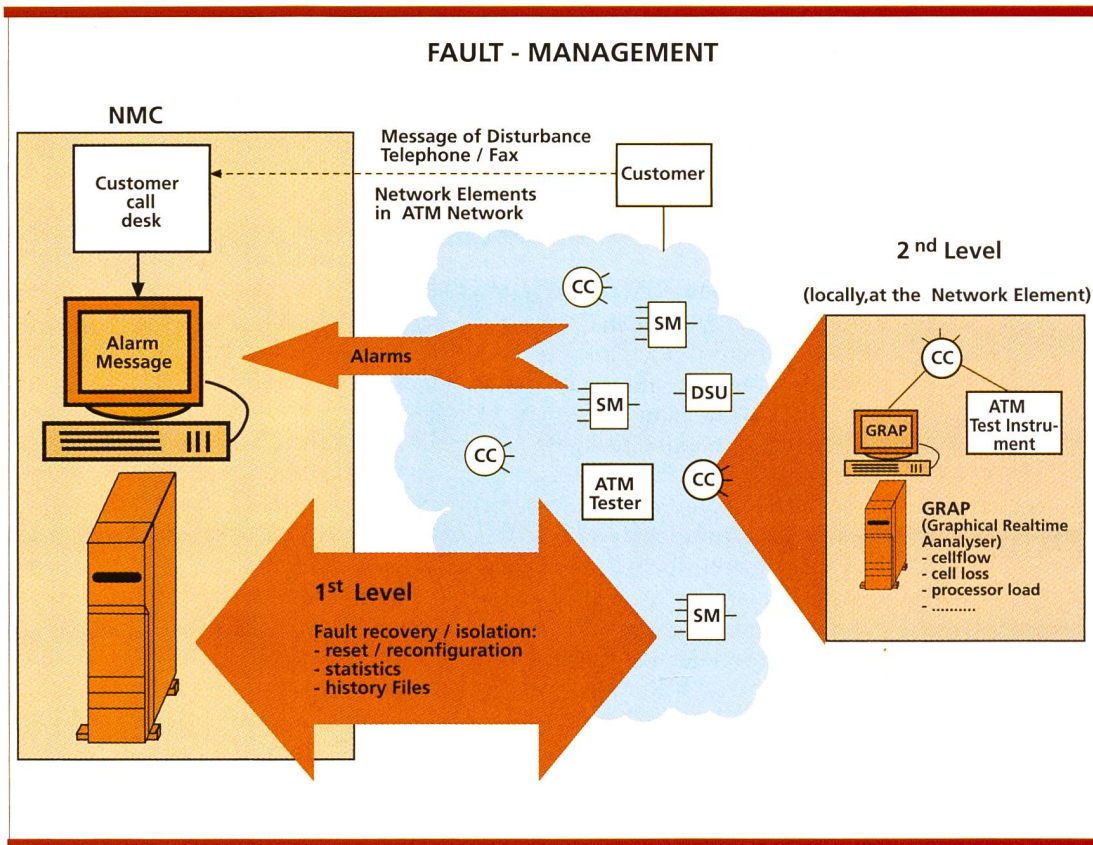 FAULT - MANAGEMENT
NMC
Customer
call
desk
Message of Disturbance
Telephone / Fax
Network Elements
in ATM Network
Customer
Alarm
Message
Alarms
CC
SM
SM
DSU
CC
CC
ATM
Tester
SM
1st Level
Fault recovery / isolation:
- reset / reconfiguration
- statistics
- history Files
2nd Level
(locally,at the Network Element)
CC
GRAP
ATM
Test Instru-
ment
GRAP
(Graphical Realtime
Aanalyser)
- cellflow
- cell loss
- processor load
- ..........